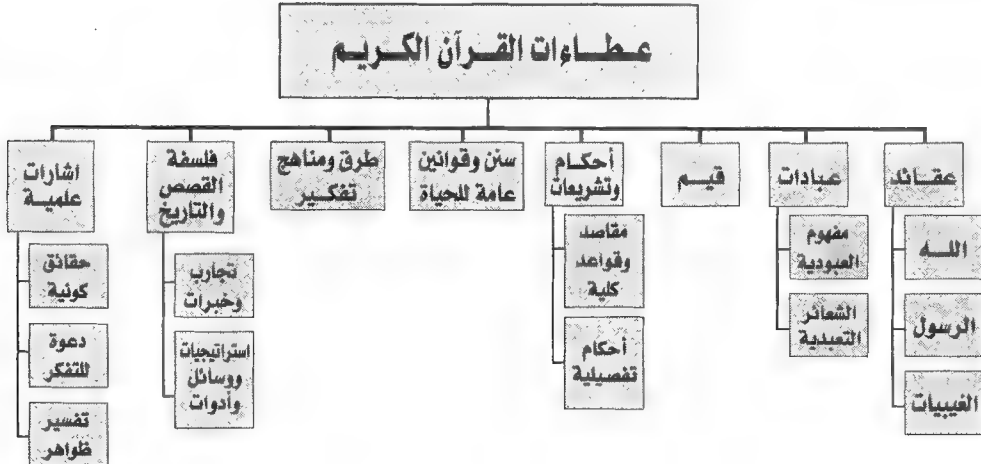 عطاءات القرآن الكريم
عقائد
الله
الرسول
الغيبيات
عبادات
مفهوم
العبودية
الشعائر
التعبدية
قيم
أحكام
وتشريعات
مقاصد
وقواعد
كلية
أحكام
تفصيلية
سنن وقوانين
عامة للحياة
طرق ومناهج
تفكير
فلسفة
القصص
والتاريخ
تجارب
وخبرات
استراتيجيات
ووسائل
وأدوات
اشارات
علمية
حقائق
كونية
دعوة
للتفكر
تفسير
ظواهر